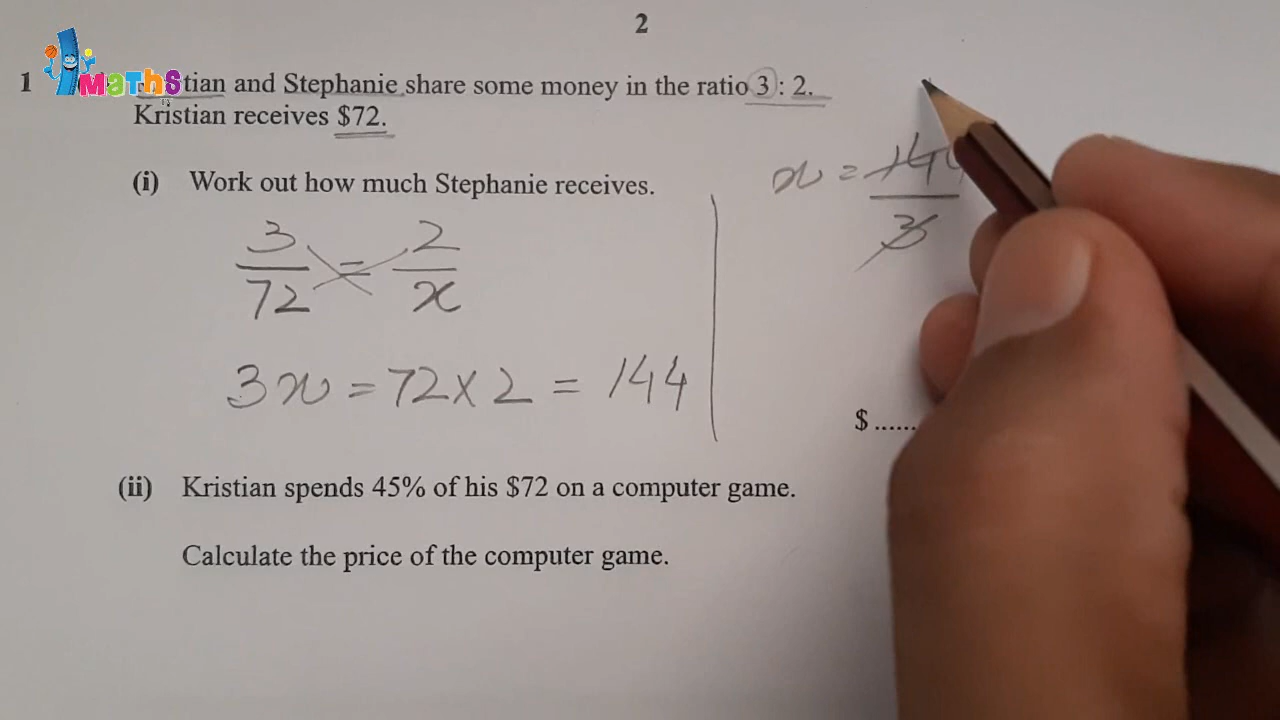 2
Maths
1 tian and Stephanie share some money in the ratio 3 : 2.
Kristian receives $72.
(i) Work out how much Stephanie receives.
3/72 = 2/x
3x = 72 × 2 = 144
x = 144/3
$ ......
(ii) Kristian spends 45% of his $72 on a computer game.
Calculate the price of the computer game.